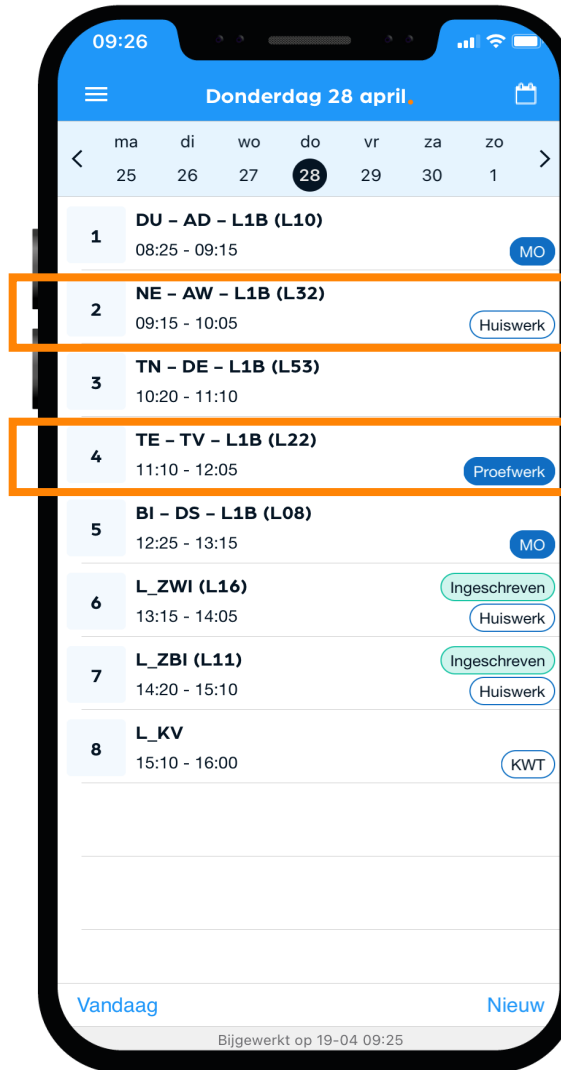 09:26
Donderdag 28 april.
ma di wo do vr za zo
25 26 27 28 29 30 1
1
DU – AD – L1B (L10)
08:25 - 09:15
MO
2
NE – AW – L1B (L32)
09:15 - 10:05
Huiswerk
3
TN – DE – L1B (L53)
10:20 - 11:10
4
TE – TV – L1B (L22)
11:10 - 12:05
Proefwerk
5
BI – DS – L1B (L08)
12:25 - 13:15
MO
6
L_ZWI (L16)
Ingeschreven
13:15 - 14:05
Huiswerk
7
L_ZBI (L11)
Ingeschreven
14:20 - 15:10
Huiswerk
8
L_KV
15:10 - 16:00
KWT
Vandaag
Nieuw
Bijgewerkt op 19-04 09:25